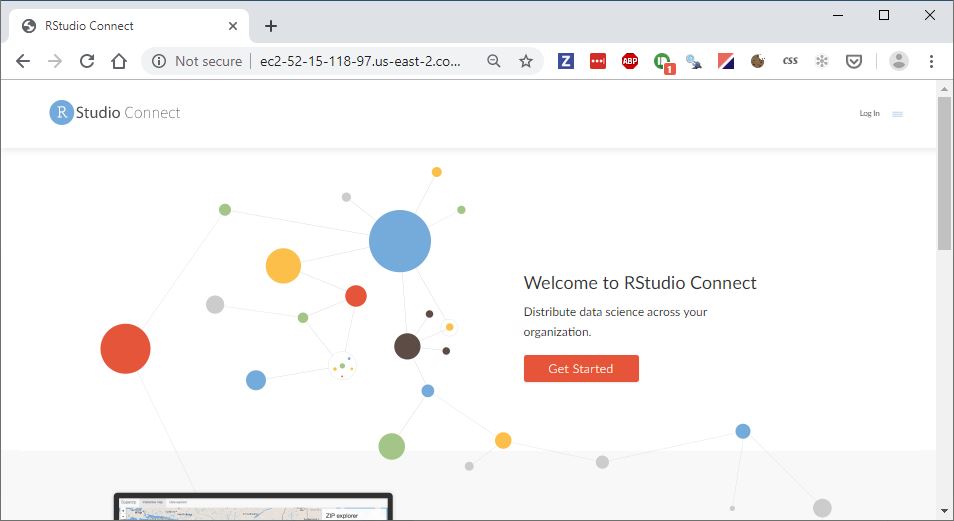 RStudio Connect
Not secure | ec2-52-15-118-97.us-east-2.co...
Z
ABP
1
CSS
R Studio Connect
Log In
Welcome to RStudio Connect
Distribute data science across your
organization.
Get Started
ZIP explorer